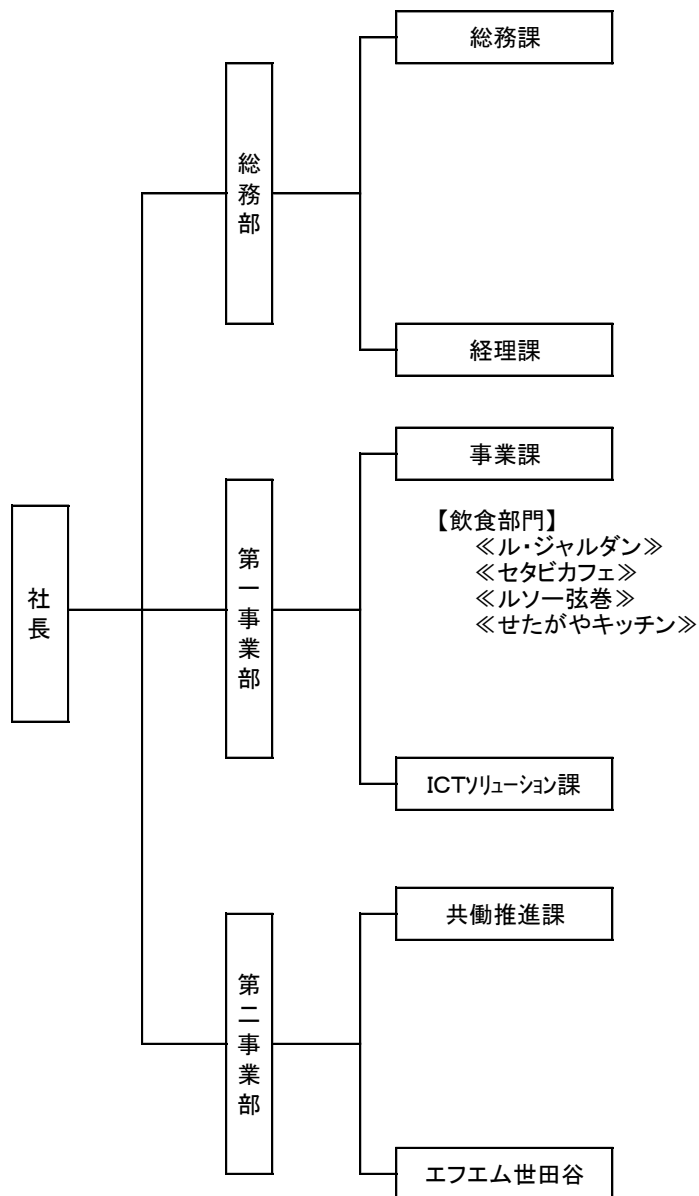 総務課
総務部
経理課
事業課
【飲食部門】
≪ル・ジャルダン≫
≪セタビカフェ≫
≪ルソー弦巻≫
≪せたがやキッチン≫
社長
第一事業部
ICTソリューション課
共働推進課
第二事業部
エフエム世田谷